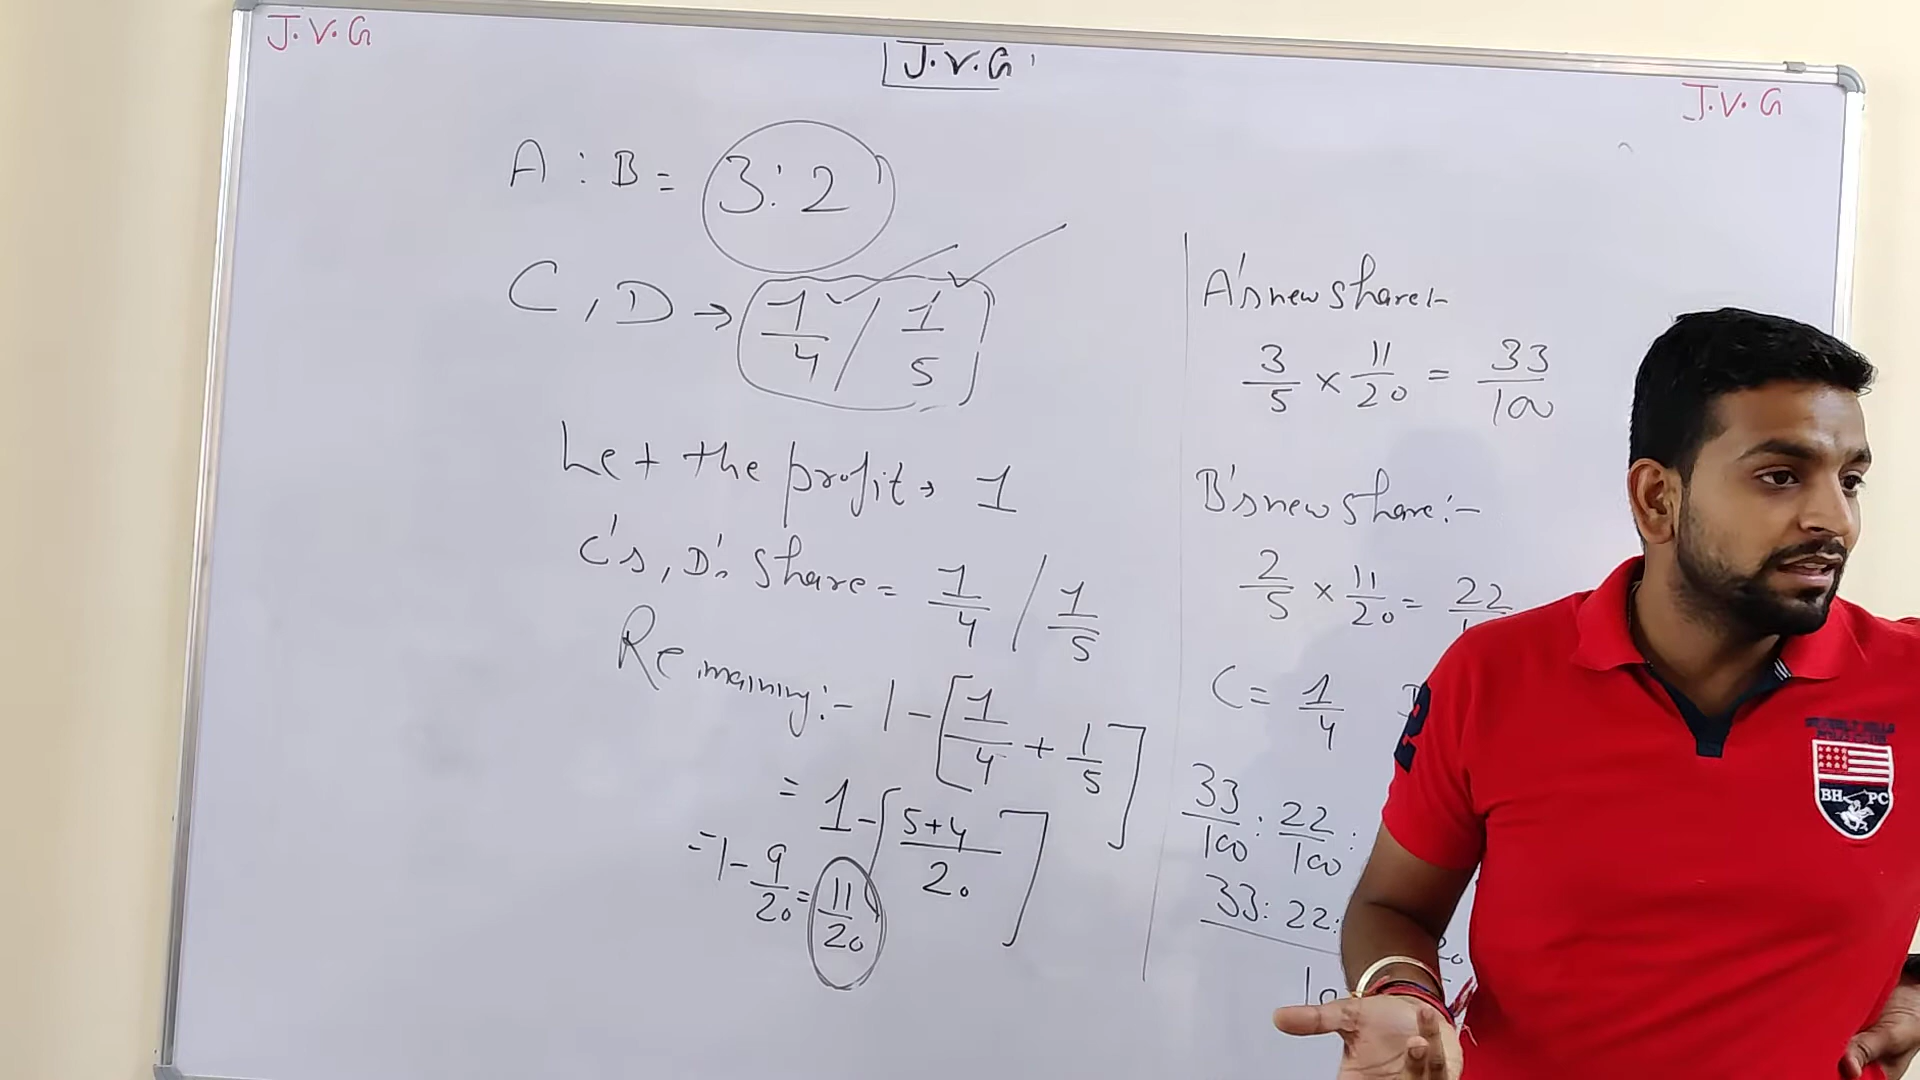 J.V.G
J.V.G
J.V.G
A : B = 3:2
C, D → 1/4 / 1/5
Let the profit → 1
C's, D's Share = 1/4 / 1/5
Remaining:- 1 - [1/4 + 1/5]
= 1 - [5+4/20]
= 1 - 9/20 = 11/20
A's new share:-
3/5 × 11/20 = 33/100
B's new share:-
2/5 × 11/20 = 22
C = 1/4
33/100 : 22/100 :
33 : 22 :
BH PC